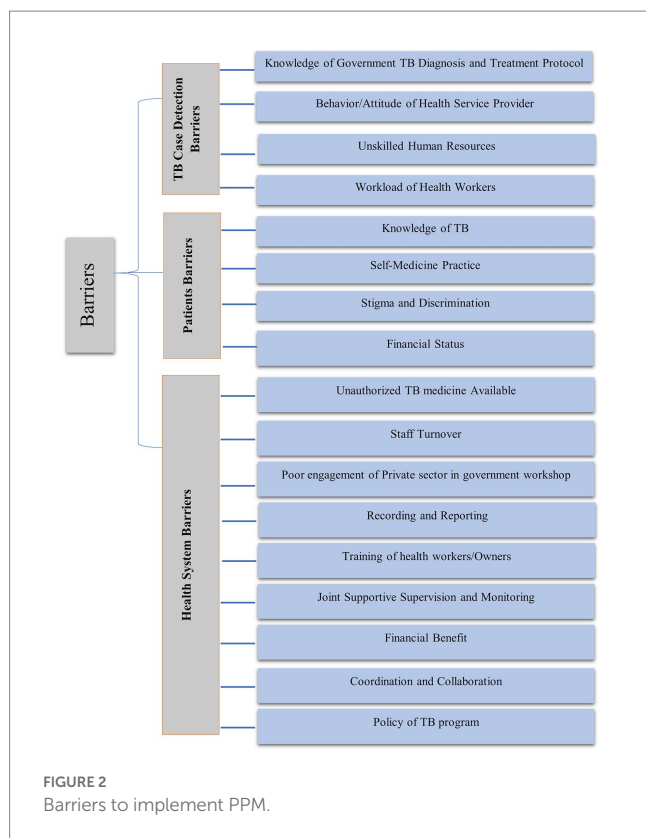 Barriers
TB Case Detection
Barriers
Knowledge of Government TB Diagnosis and Treatment Protocol
Behavior/Attitude of Health Service Provider
Unskilled Human Resources
Workload of Health Workers
Patients Barriers
Knowledge of TB
Self-Medicine Practice
Stigma and Discrimination
Financial Status
Health System Barriers
Unauthorized TB medicine Available
Staff Turnover
Poor engagement of Private sector in government workshop
Recording and Reporting
Training of health workers/Owners
Joint Supportive Supervision and Monitoring
Financial Benefit
Coordination and Collaboration
Policy of TB program
FIGURE 2
Barriers to implement PPM.